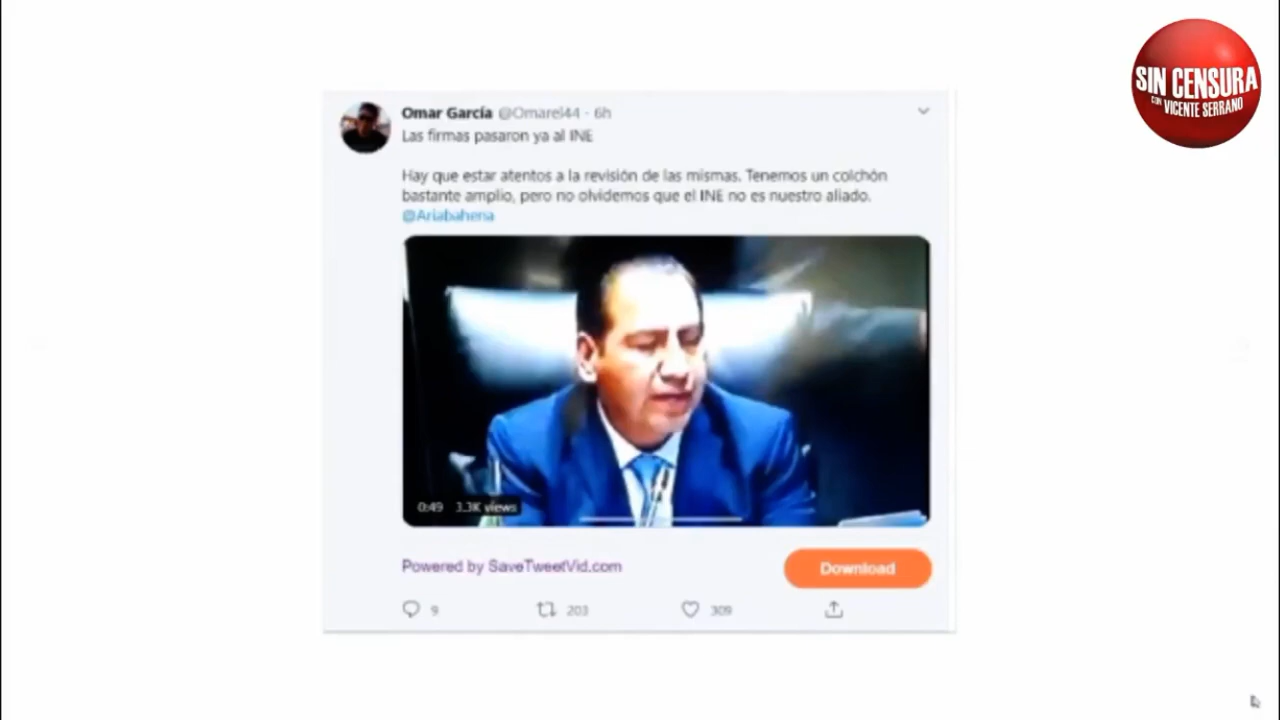 SIN CENSURA
CON VICENTE SERRANO
Omar García @Omarel44 · 6h
Las firmas pasaron ya al INE
Hay que estar atentos a la revisión de las mismas. Tenemos un colchón
bastante amplio, pero no olvidemos que el INE no es nuestro aliado.
@Ariabahena
0:49 3.3K views
Powered by SaveTweetVid.com
Download
9 203 309